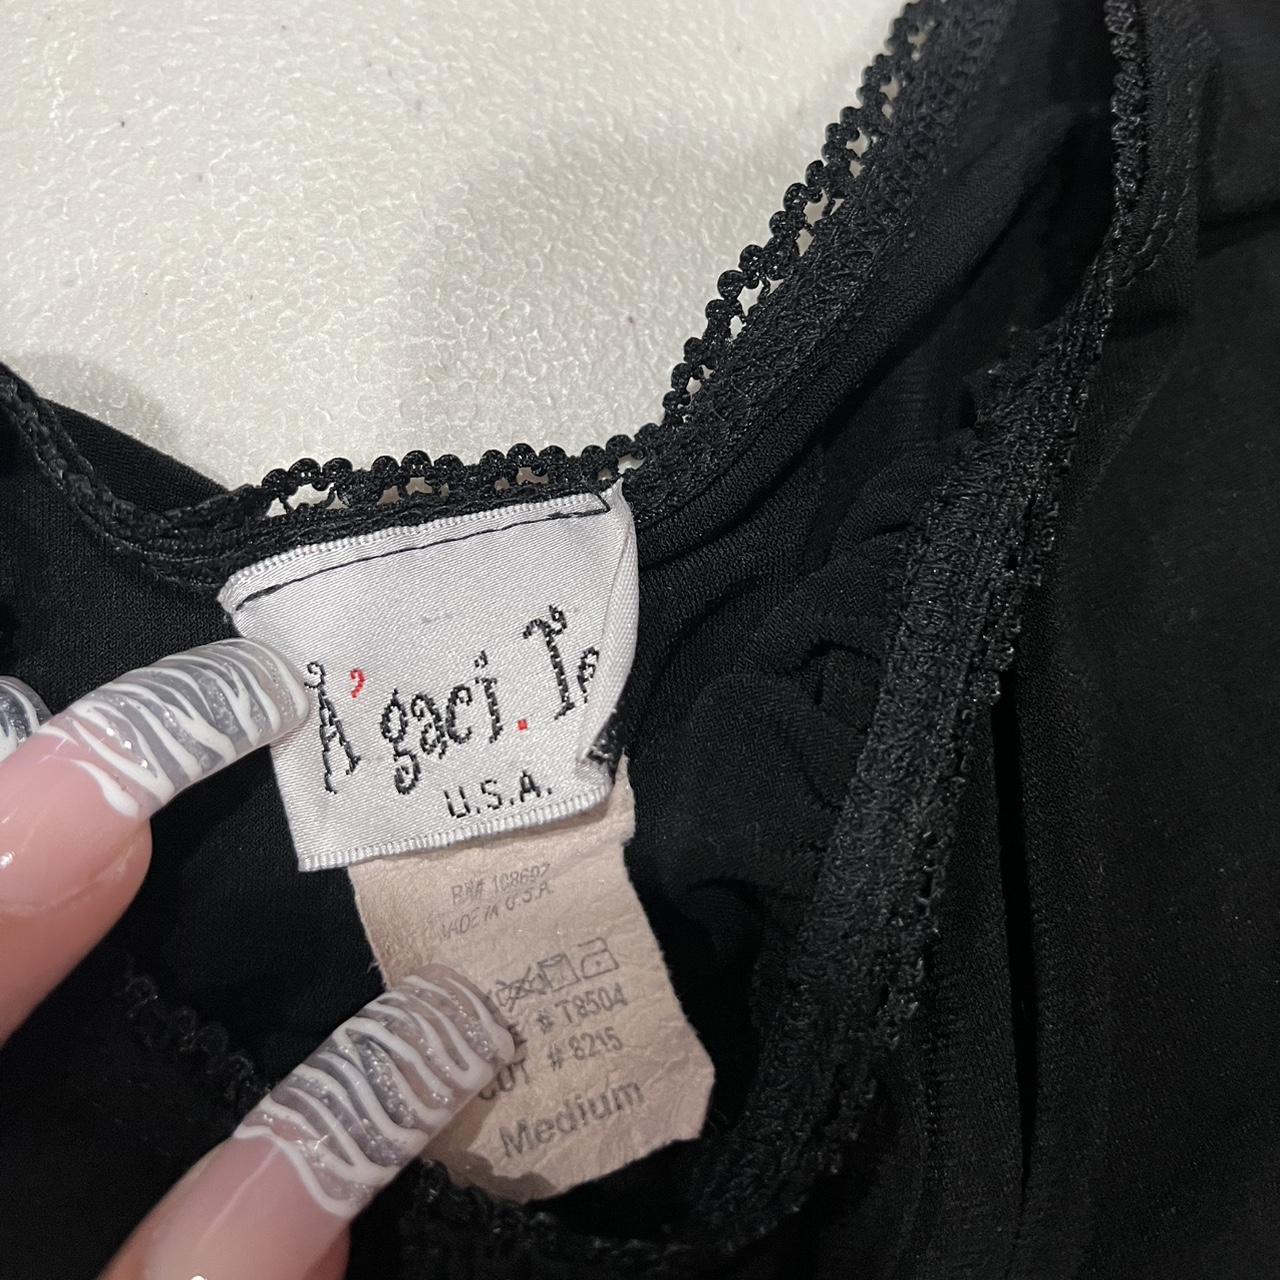 A'gaci.Te
U.S.A.
RN# 108697
MADE IN U.S.A.
# T8504
CUT # 8215
Medium